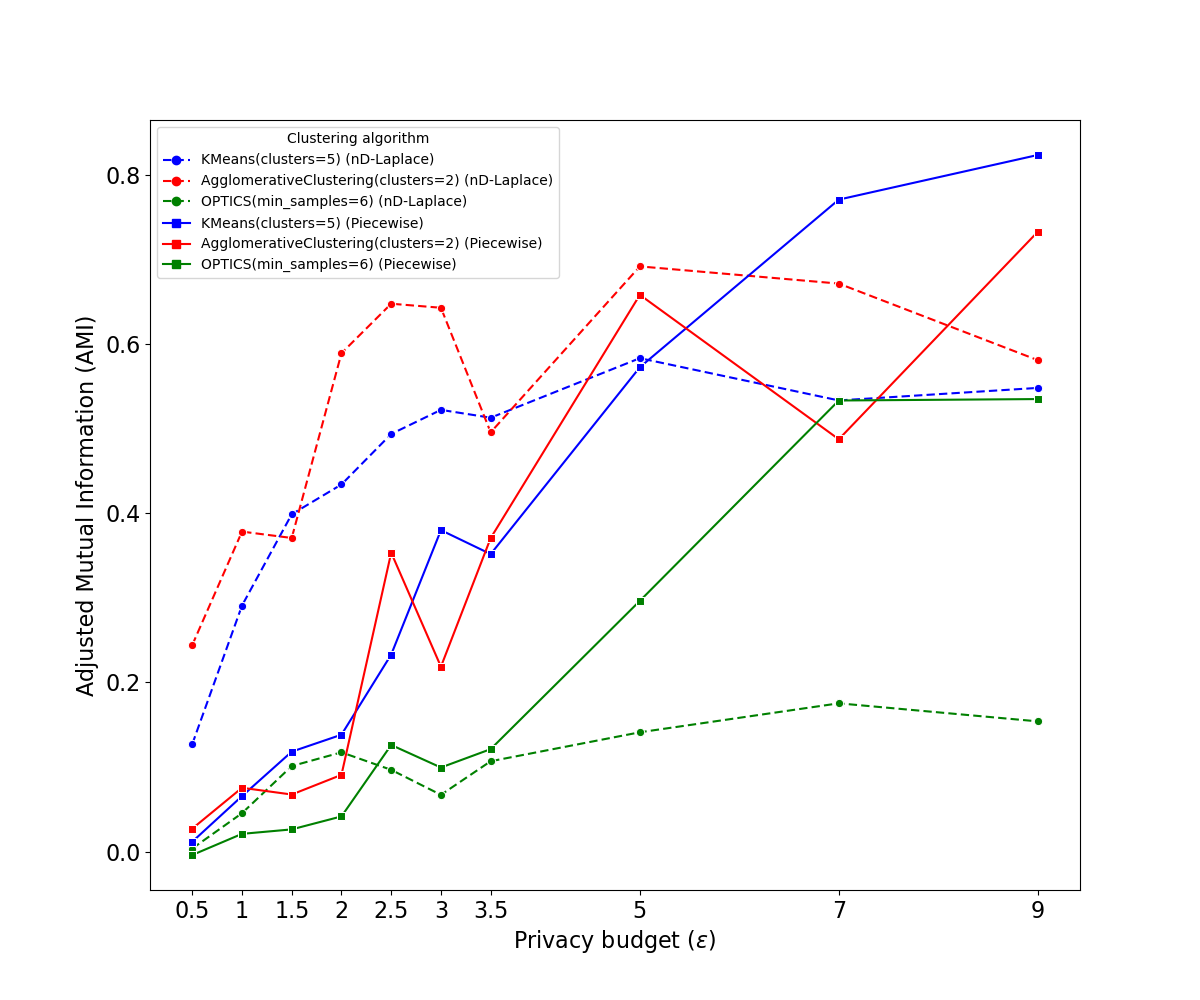 Clustering algorithm
KMeans(clusters=5) (nD-Laplace)
AgglomerativeClustering(clusters=2) (nD-Laplace)
OPTICS(min_samples=6) (nD-Laplace)
KMeans(clusters=5) (Piecewise)
AgglomerativeClustering(clusters=2) (Piecewise)
OPTICS(min_samples=6) (Piecewise)
Adjusted Mutual Information (AMI)
0.8
0.6
0.4
0.2
0.0
0.5 1 1.5 2 2.5 3 3.5 5 7 9
Privacy budget (ε)